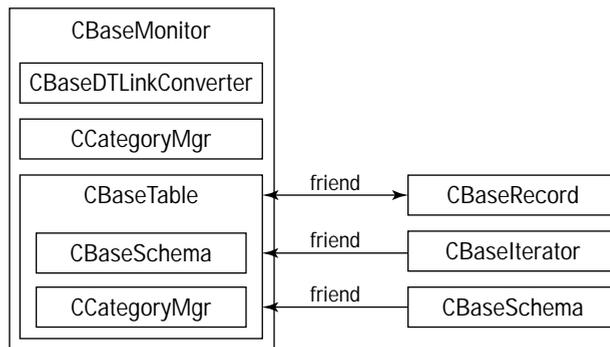 CBaseMonitor
CBaseDTLinkConverter
CCategoryMgr
CBaseTable
friend
CBaseRecord
CBaseSchema
friend
CBaseIterator
CCategoryMgr
friend
CBaseSchema